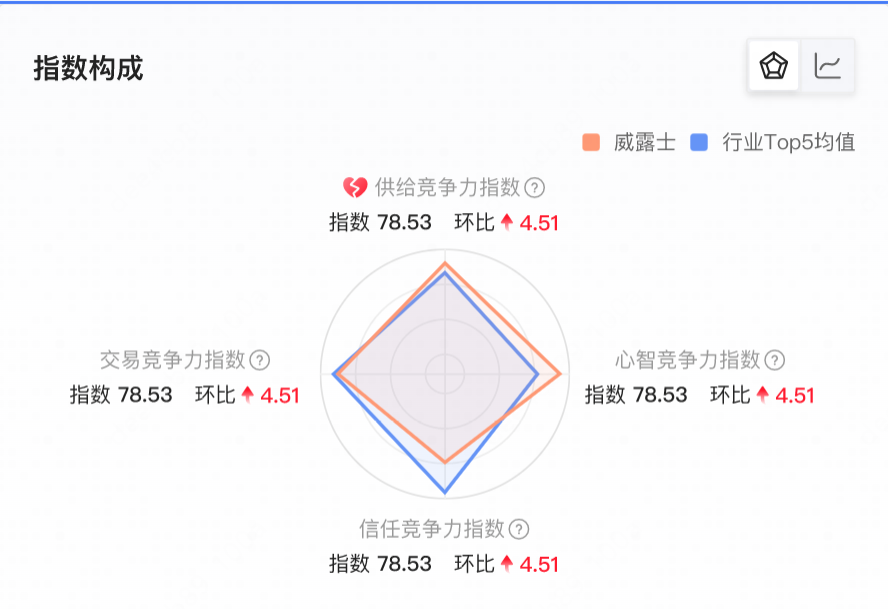 指数构成
威露士 行业Top5均值
供给竞争力指数?
指数 78.53 环比 4.51
交易竞争力指数?
指数 78.53 环比 4.51
心智竞争力指数?
指数 78.53 环比 4.51
信任竞争力指数?
指数 78.53 环比 4.51